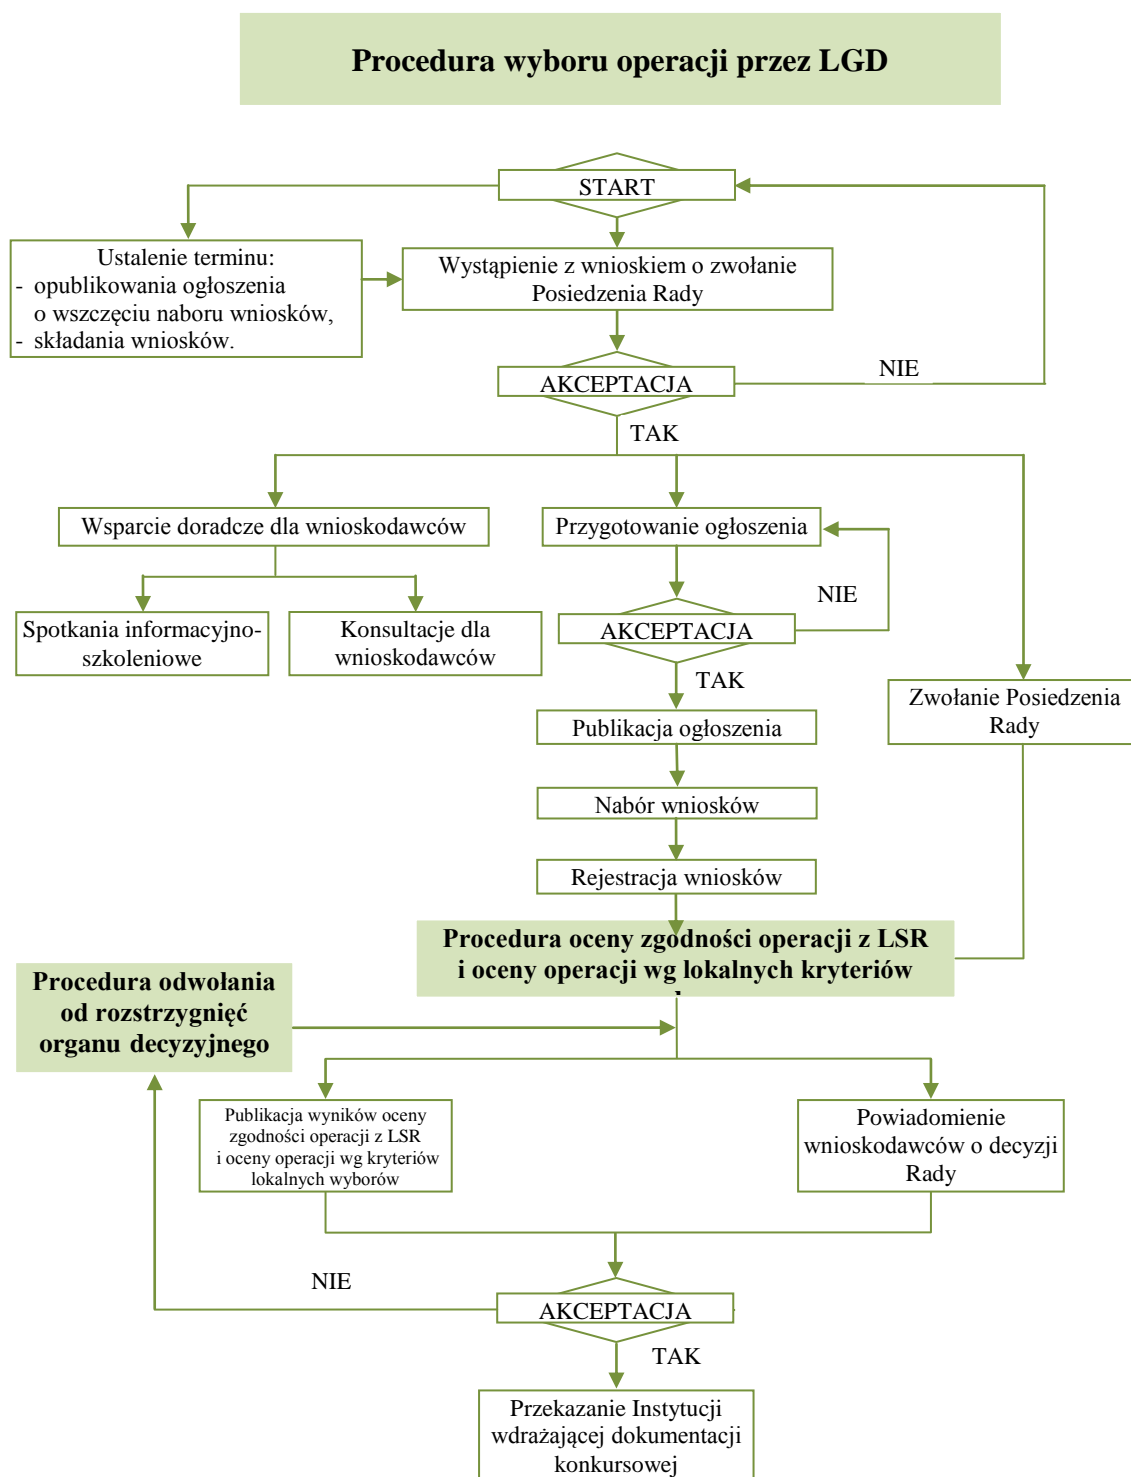 Procedura wyboru operacji przez LGD
START
Ustalenie terminu:
- opublikowania ogłoszenia
o wszczęciu naboru wniosków,
- składania wniosków.
Wystąpienie z wnioskiem o zwołanie
Posiedzenia Rady
AKCEPTACJA
NIE
TAK
Wsparcie doradcze dla wnioskodawców
Przygotowanie ogłoszenia
Spotkania informacyjno-
szkoleniowe
Konsultacje dla
wnioskodawców
NIE
AKCEPTACJA
TAK
Zwołanie Posiedzenia
Rady
Publikacja ogłoszenia
Nabór wniosków
Rejestracja wniosków
Procedura oceny zgodności operacji z LSR
i oceny operacji wg lokalnych kryteriów
Procedura odwołania
od rozstrzygnięć
organu decyzyjnego
Publikacja wyników oceny
zgodności operacji z LSR
i oceny operacji wg kryteriów
lokalnych wyborów
Powiadomienie
wnioskodawców o decyzji
Rady
NIE
AKCEPTACJA
TAK
Przekazanie Instytucji
wdrażającej dokumentacji
konkursowej